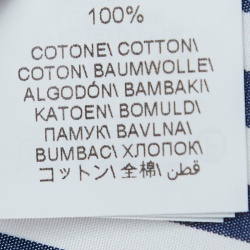 100%
COTONE\ COTTON\
COTON\ BAUMWOLLE\
ALGODÓN\ BAMBAKI\
KATOEN\ BOMULD\
ПАМУК\ BAVLNA\
BUMBAC\ ХЛОПОК\
コットン\ 全棉\ قطن